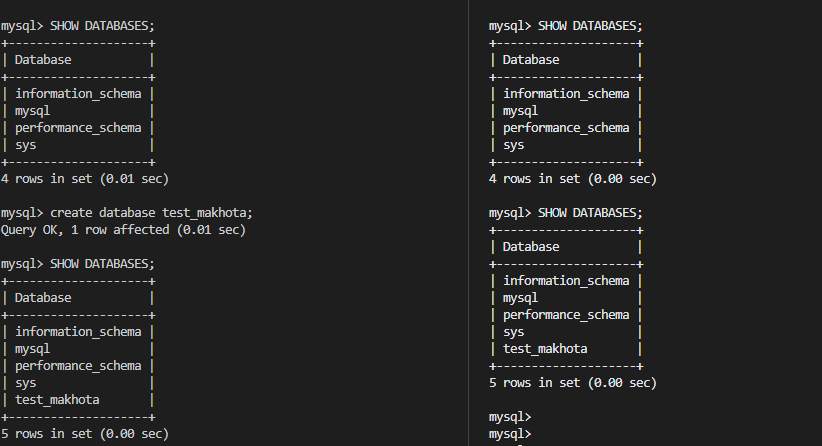 mysql> SHOW DATABASES;
+--------------------+
| Database           |
+--------------------+
| information_schema |
| mysql              |
| performance_schema |
| sys                |
+--------------------+
4 rows in set (0.01 sec)
mysql> create database test_makhota;
Query OK, 1 row affected (0.01 sec)
mysql> SHOW DATABASES;
+--------------------+
| Database           |
+--------------------+
| information_schema |
| mysql              |
| performance_schema |
| sys                |
| test_makhota       |
+--------------------+
5 rows in set (0.00 sec)
mysql> SHOW DATABASES;
+--------------------+
| Database           |
+--------------------+
| information_schema |
| mysql              |
| performance_schema |
| sys                |
+--------------------+
4 rows in set (0.00 sec)
mysql> SHOW DATABASES;
+--------------------+
| Database           |
+--------------------+
| information_schema |
| mysql              |
| performance_schema |
| sys                |
| test_makhota       |
+--------------------+
5 rows in set (0.00 sec)
mysql>
mysql>